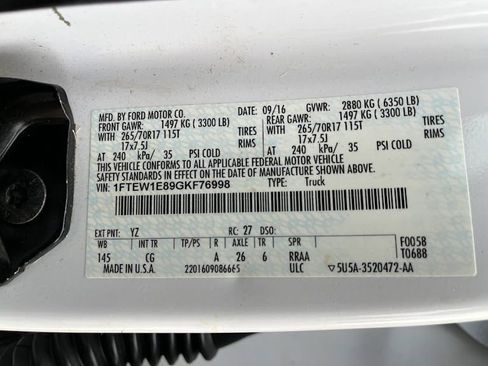 MFD. BY FORD MOTOR CO. DATE: 09/16 GVWR: 2880 KG ( 6350 LB)
FRONT GAWR: 1497 KG ( 3300 LB) REAR GAWR: 1497 KG ( 3300 LB)
WITH 265/70R17 115T TIRES WITH 265/70R17 115T TIRES
17x7.5J RIMS 17x7.5J RIMS
AT 240 kPa/ 35 PSI COLD AT 240 kPa/ 35 PSI COLD
THIS VEHICLE CONFORMS TO ALL APPLICABLE FEDERAL MOTOR VEHICLE
SAFETY STANDARDS IN EFFECT ON THE DATE OF MANUFACTURE SHOWN ABOVE.
VIN: 1FTEW1E89GKF76998 TYPE: Truck
EXT PNT: YZ RC: 27 DSO: F0058
WB INT TR R AXLE TR SPR T0688
145 CG A 26 6 RRAA
MADE IN U.S.A. 2201609086665 ULC ▽5U5A-3520472-AA